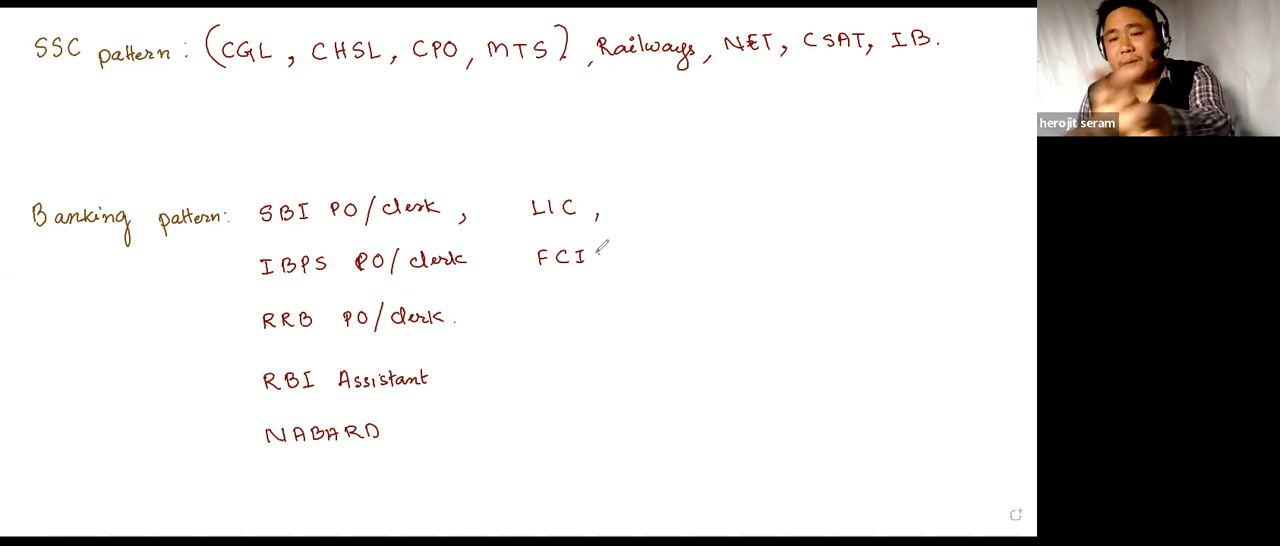 SSC pattern : (CGL, CHSL, CPO, MTS), Railways, NET, CSAT, IB.
herojit seram
Banking pattern: SBI PO/clerk, LIC,
IBPS PO/clerk FCI
RRB PO/clerk.
RBI Assistant
NABARD